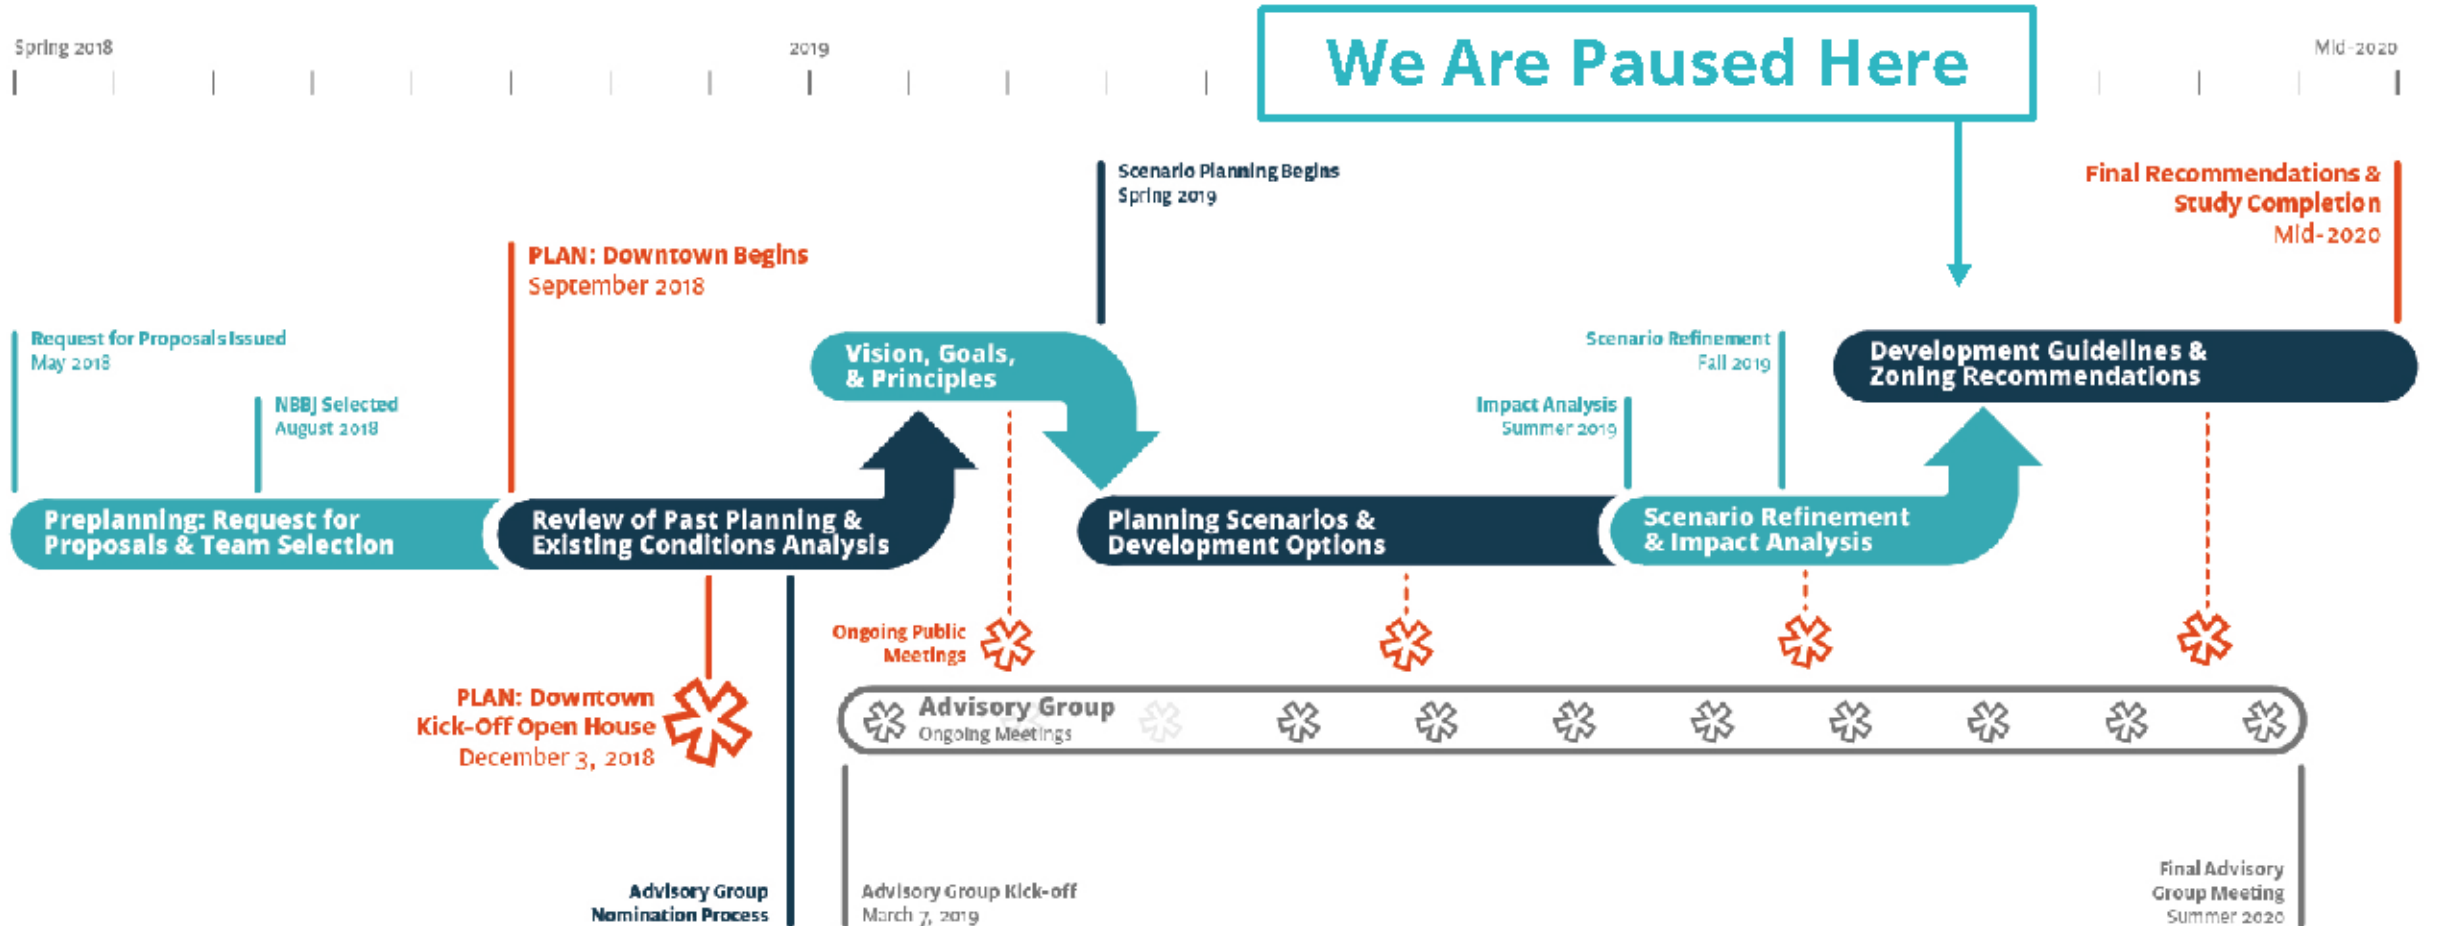 Spring 2018
2019
We Are Paused Here
Mid-2020
Scenario Planning Begins
Spring 2019
Final Recommendations &
Study Completion
Mid-2020
PLAN: Downtown Begins
September 2018
Request for Proposals Issued
May 2018
NBBJ Selected
August 2018
Vision, Goals,
& Principles
Scenario Refinement
Fall 2019
Impact Analysis
Summer 2019
Development Guidelines &
Zoning Recommendations
Preplanning: Request for
Proposals & Team Selection
Review of Past Planning &
Existing Conditions Analysis
Planning Scenarios &
Development Options
Scenario Refinement
& Impact Analysis
Ongoing Public
Meetings
PLAN: Downtown
Kick-Off Open House
December 3, 2018
Advisory Group
Ongoing Meetings
Advisory Group
Nomination Process
Advisory Group Kick-off
March 7, 2019
Final Advisory
Group Meeting
Summer 2020